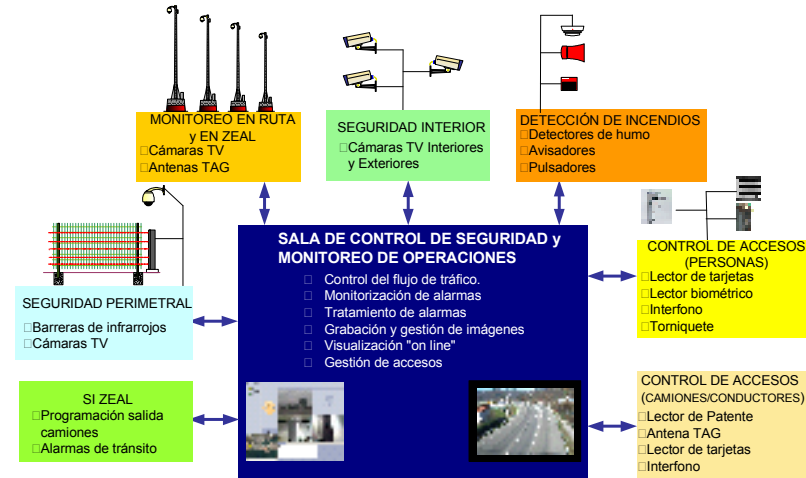 MONITOREO EN RUTA
y EN ZEAL
□Cámaras TV
□Antenas TAG
SEGURIDAD INTERIOR
□Cámaras TV Interiores
y Exteriores
DETECCIÓN DE INCENDIOS
□Detectores de humo
□Avisadores
□Pulsadores
SEGURIDAD PERIMETRAL
□Barreras de infrarrojos
□Cámaras TV
SALA DE CONTROL DE SEGURIDAD y
MONITOREO DE OPERACIONES
□ Control del flujo de tráfico.
□ Monitorización de alarmas
□ Tratamiento de alarmas
□ Grabación y gestión de imágenes
□ Visualización "on line"
□ Gestión de accesos
CONTROL DE ACCESOS
(PERSONAS)
□Lector de tarjetas
□Lector biométrico
□Interfono
□Torniquete
SI ZEAL
□Programación salida
camiones
□Alarmas de tránsito
CONTROL DE ACCESOS
(CAMIONES/CONDUCTORES)
□Lector de Patente
□Antena TAG
□Lector de tarjetas
□Interfono